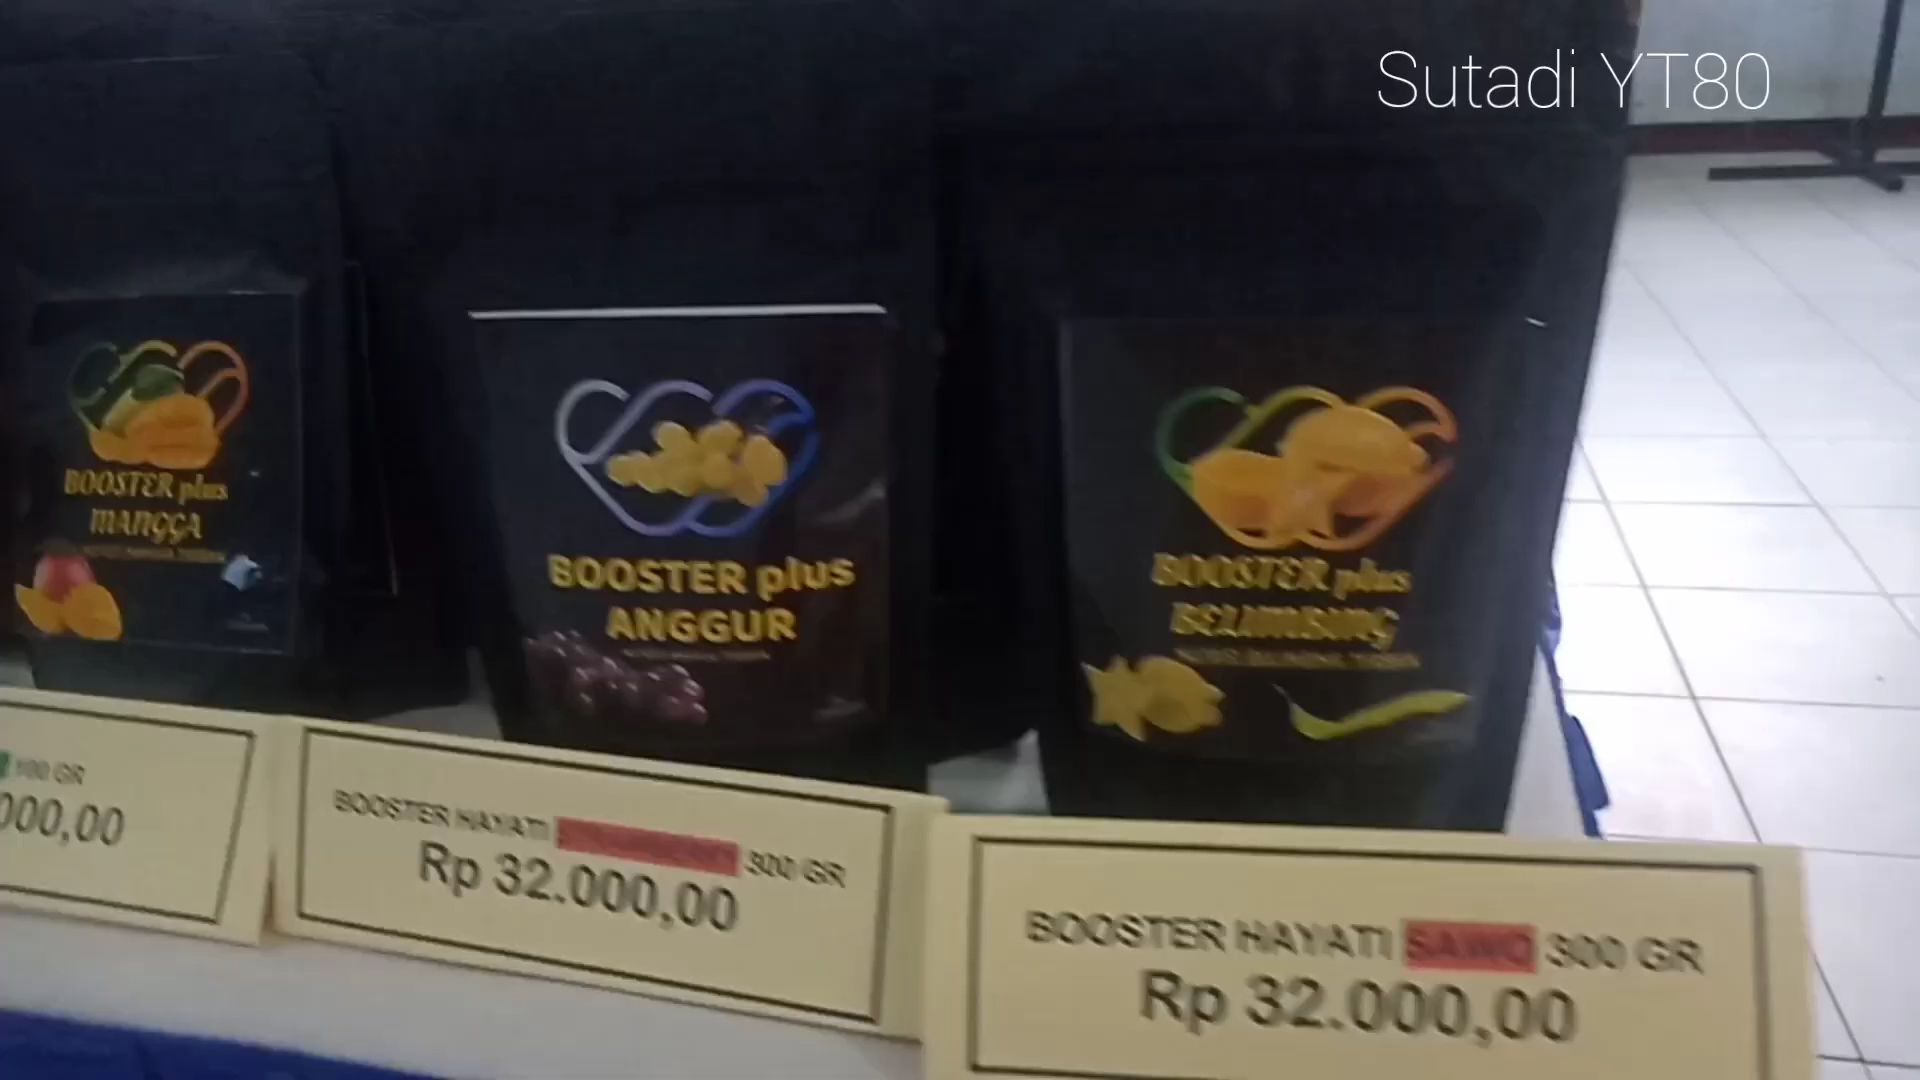 Sutadi YT80
BOOSTER plus
MANGGA
BOOSTER plus
ANGGUR
BOOSTER plus
BELIMBING
100 GR
000,00
BOOSTER HAYATI 300 GR
Rp 32.000,00
BOOSTER HAYATI SAWO 300 GR
Rp 32.000,00